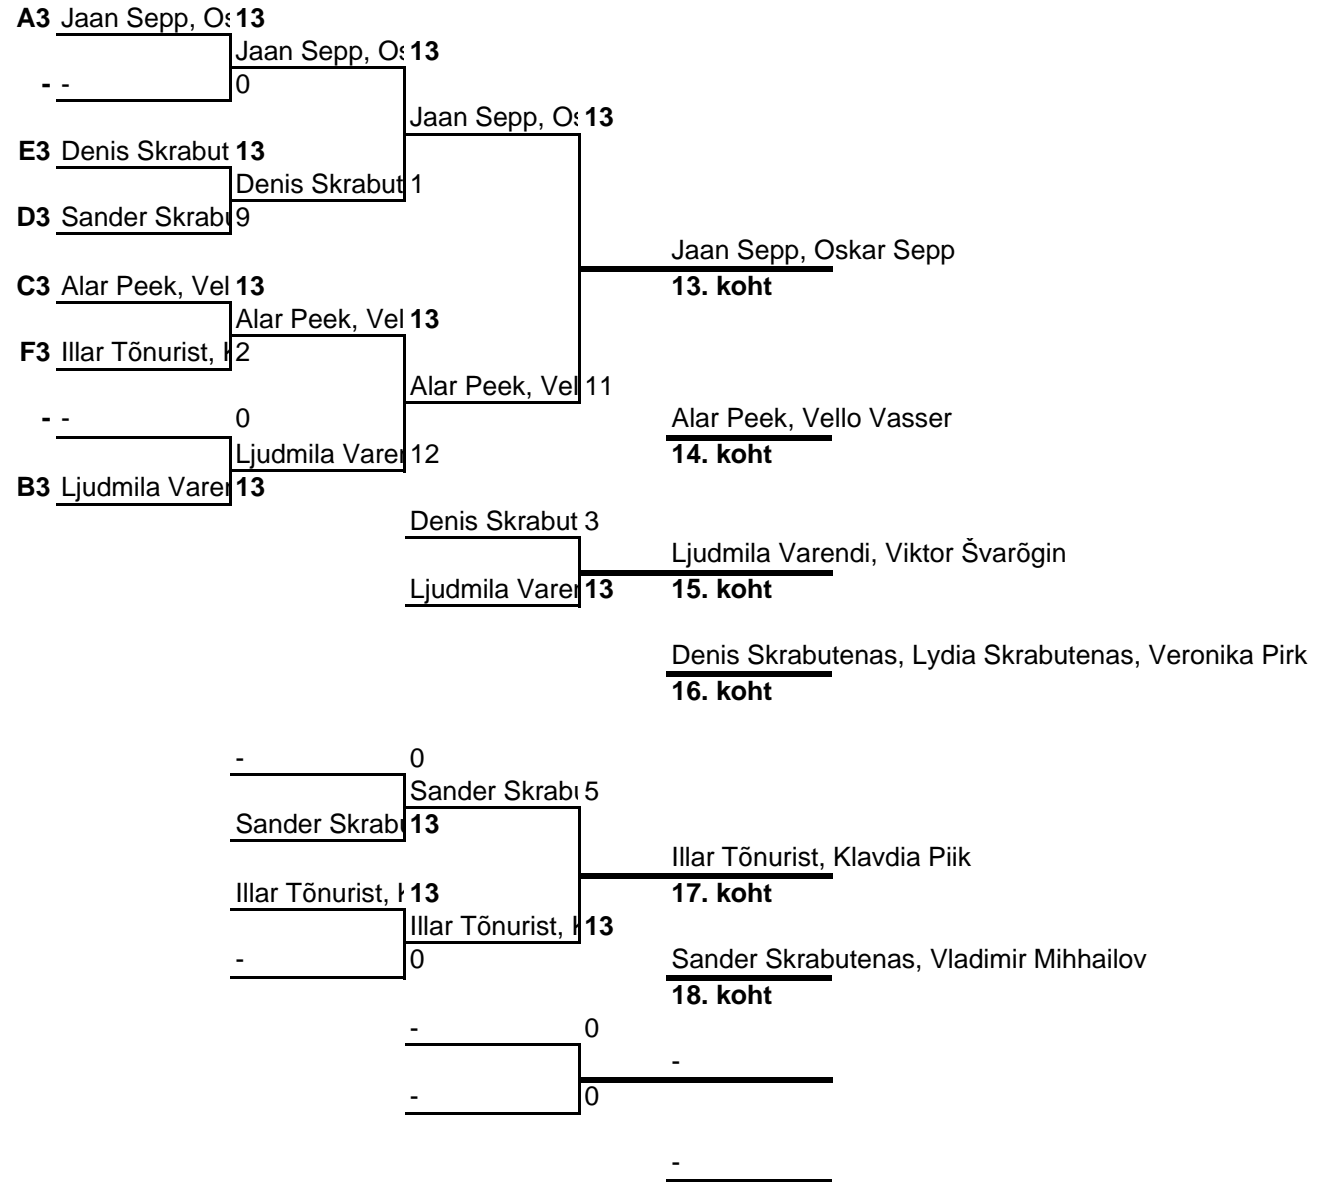 A3 Jaan Sepp, Os 13
Jaan Sepp, Os 13
- - 0
Jaan Sepp, Os 13
E3 Denis Skrabut 13
Denis Skrabut 1
D3 Sander Skrabu 9
Jaan Sepp, Oskar Sepp
C3 Alar Peek, Vel 13
13. koht
Alar Peek, Vel 13
F3 Illar Tõnurist, K 2
Alar Peek, Vel 11
- - 0
Alar Peek, Vello Vasser
Ljudmila Varen 12
14. koht
B3 Ljudmila Varen 13
Denis Skrabut 3
Ljudmila Varendi, Viktor Švarõgin
Ljudmila Varen 13
15. koht
Denis Skrabutenas, Lydia Skrabutenas, Veronika Pirk
16. koht
- 0
Sander Skrabu 5
Sander Skrabu 13
Illar Tõnurist, Klavdia Piik
Illar Tõnurist, K 13
17. koht
Illar Tõnurist, K 13
- 0
Sander Skrabutenas, Vladimir Mihhailov
18. koht
- 0
-
- 0
-